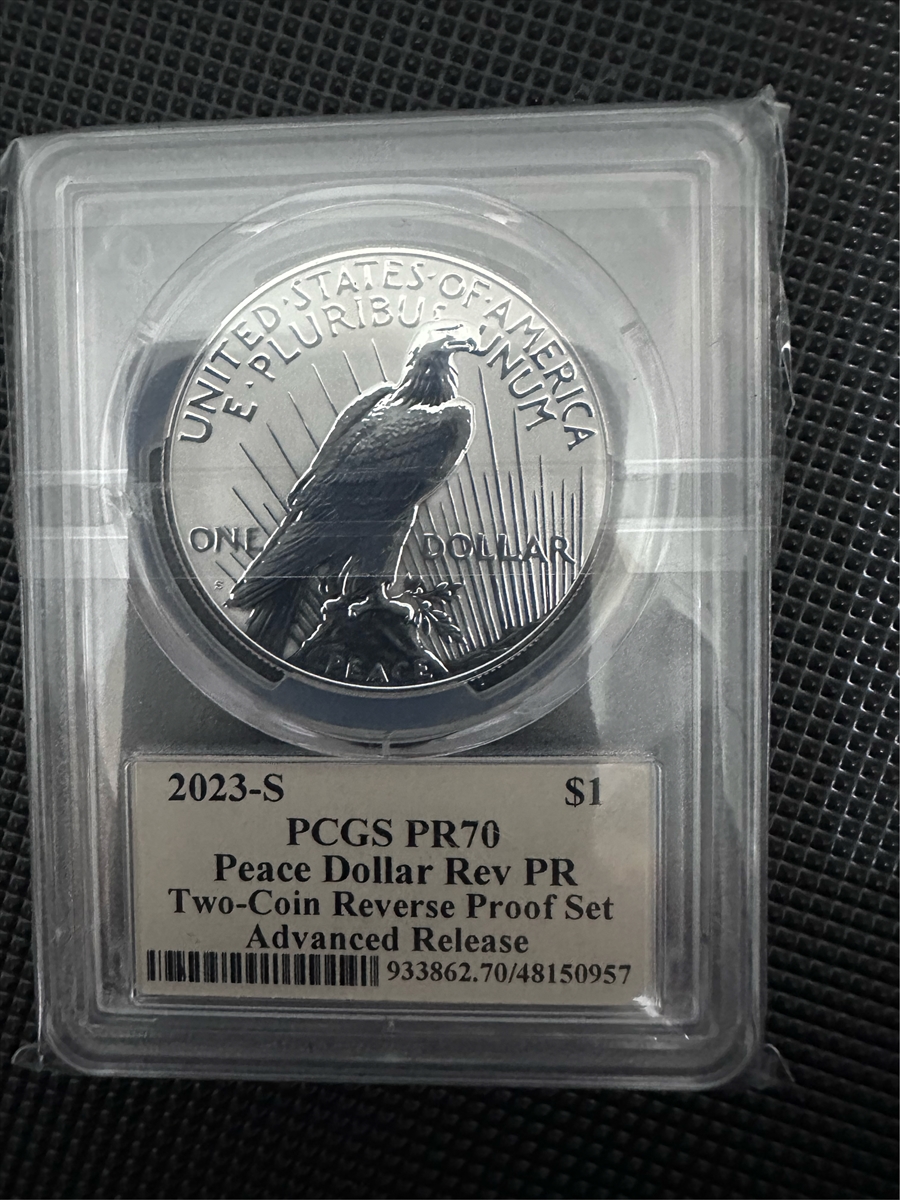 UNITED·STATES·OF·AMERICA
E·PLURIBUS UNUM
ONE DOLLAR
S
PEACE
2023-S $1
PCGS PR70
Peace Dollar Rev PR
Two-Coin Reverse Proof Set
Advanced Release
933862.70/48150957